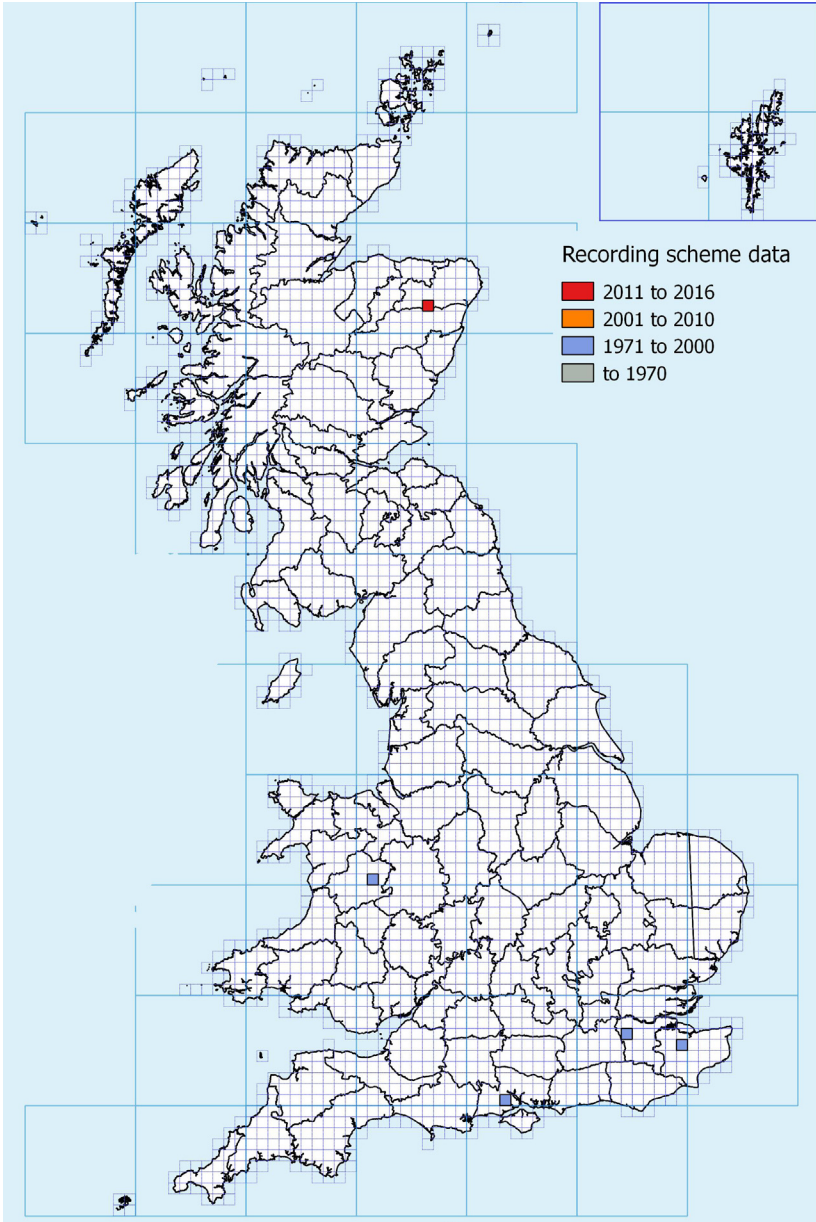 Recording scheme data
2011 to 2016
2001 to 2010
1971 to 2000
to 1970